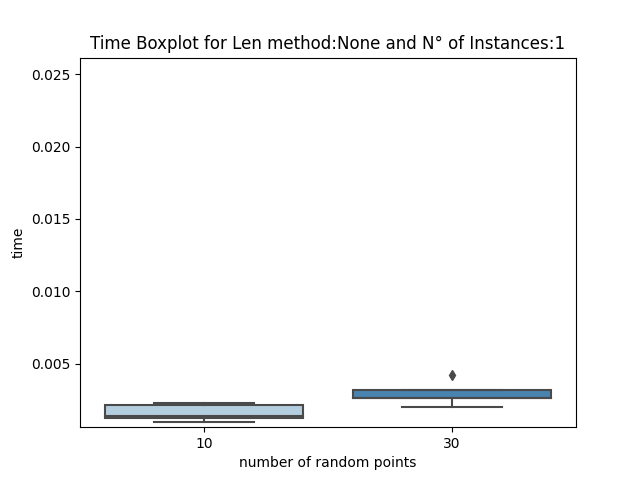 Time Boxplot for Len method:None and N° of Instances:1
0.025
0.020
0.015
0.010
0.005
time
10
30
number of random points